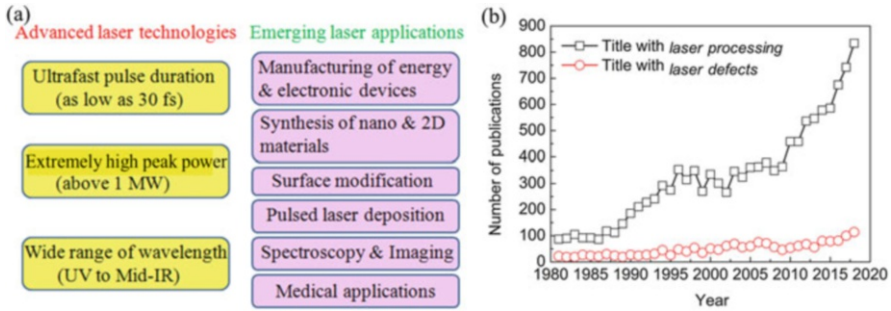 (a)
Advanced laser technologies
Ultrafast pulse duration
(as low as 30 fs)
Extremely high peak power
(above 1 MW)
Wide range of wavelength
(UV to Mid-IR)
Emerging laser applications
Manufacturing of energy
& electronic devices
Synthesis of nano & 2D
materials
Surface modification
Pulsed laser deposition
Spectroscopy & Imaging
Medical applications
(b)
Number of publications
900
800
700
600
500
400
300
200
100
0
Title with laser processing
Title with laser defects
1980 1985 1990 1995 2000 2005 2010 2015 2020
Year